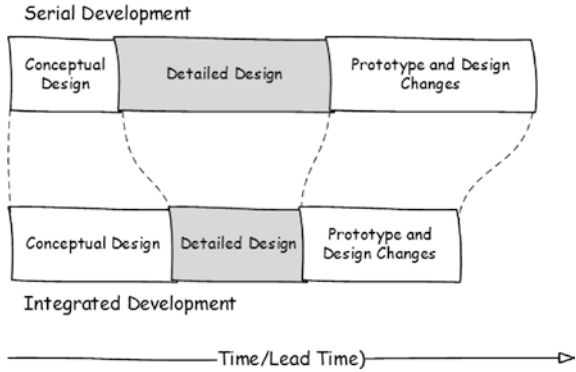 Serial Development
Conceptual
Design
Detailed Design
Prototype and Design
Changes
Conceptual Design
Detailed Design
Prototype and
Design Changes
Integrated Development
Time/Lead Time)